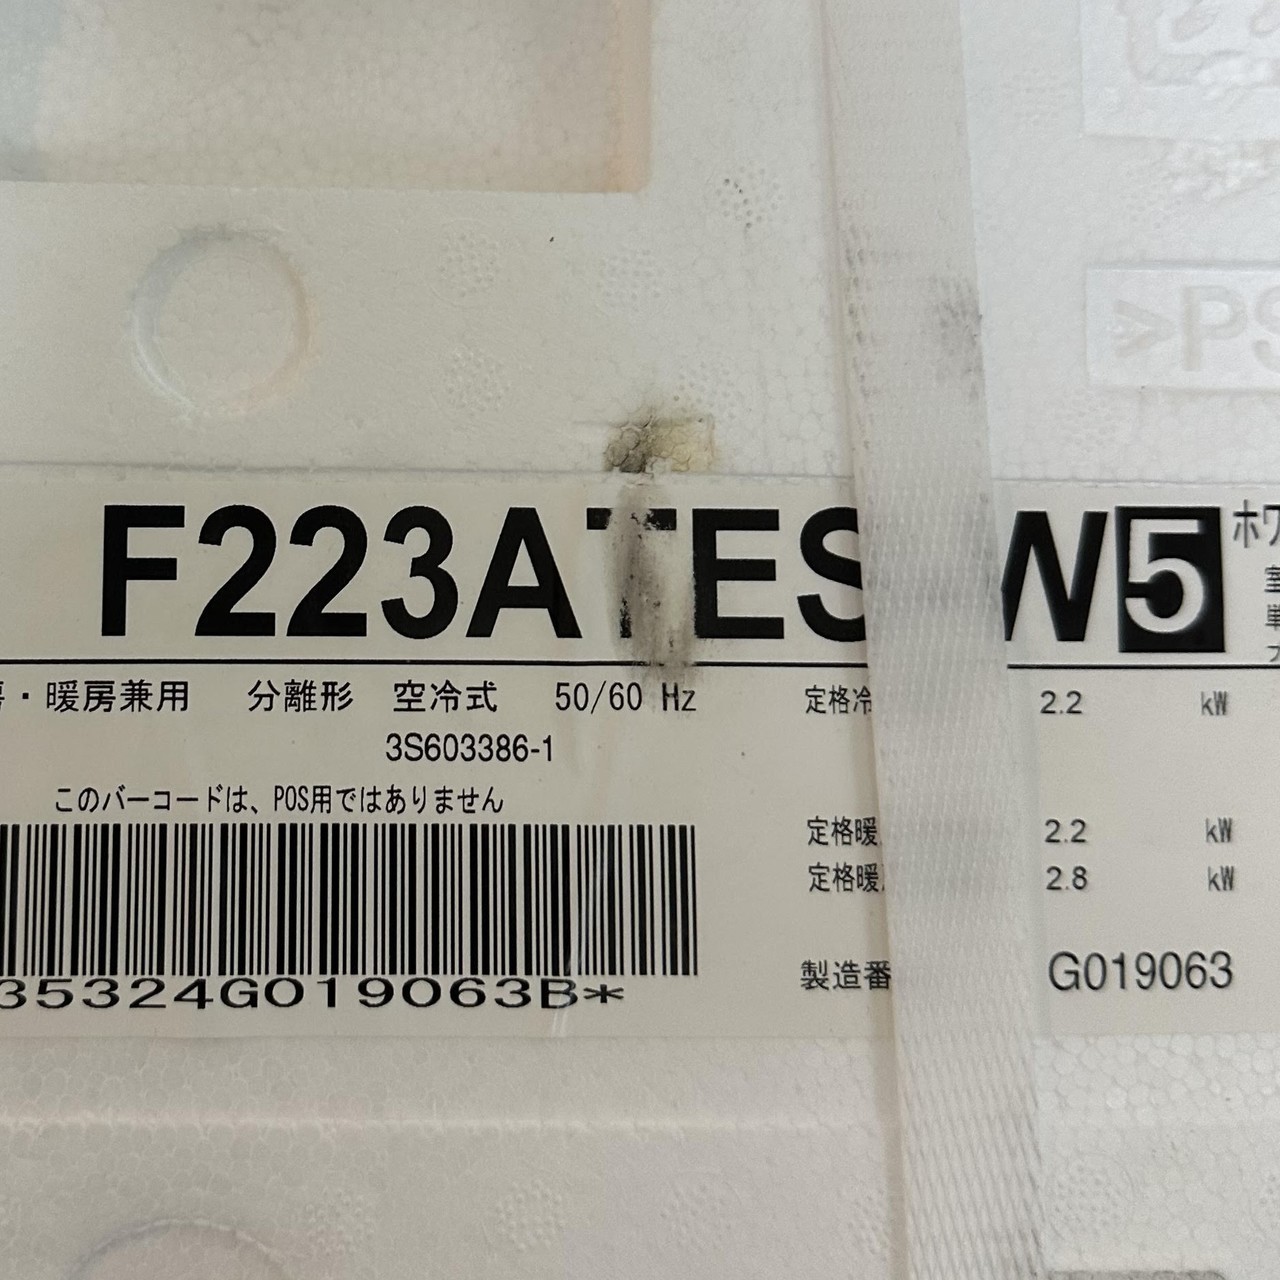 >PS
F223ATES W5 ホワ
房・暖房兼用 分離形 空冷式 50/60 Hz
3S603386-1
このバーコードは、POS用ではありません
35324G019063B*
室
単
定格冷 2.2 kW
定格暖 2.2 kW
定格暖 2.8 kW
製造番 G019063